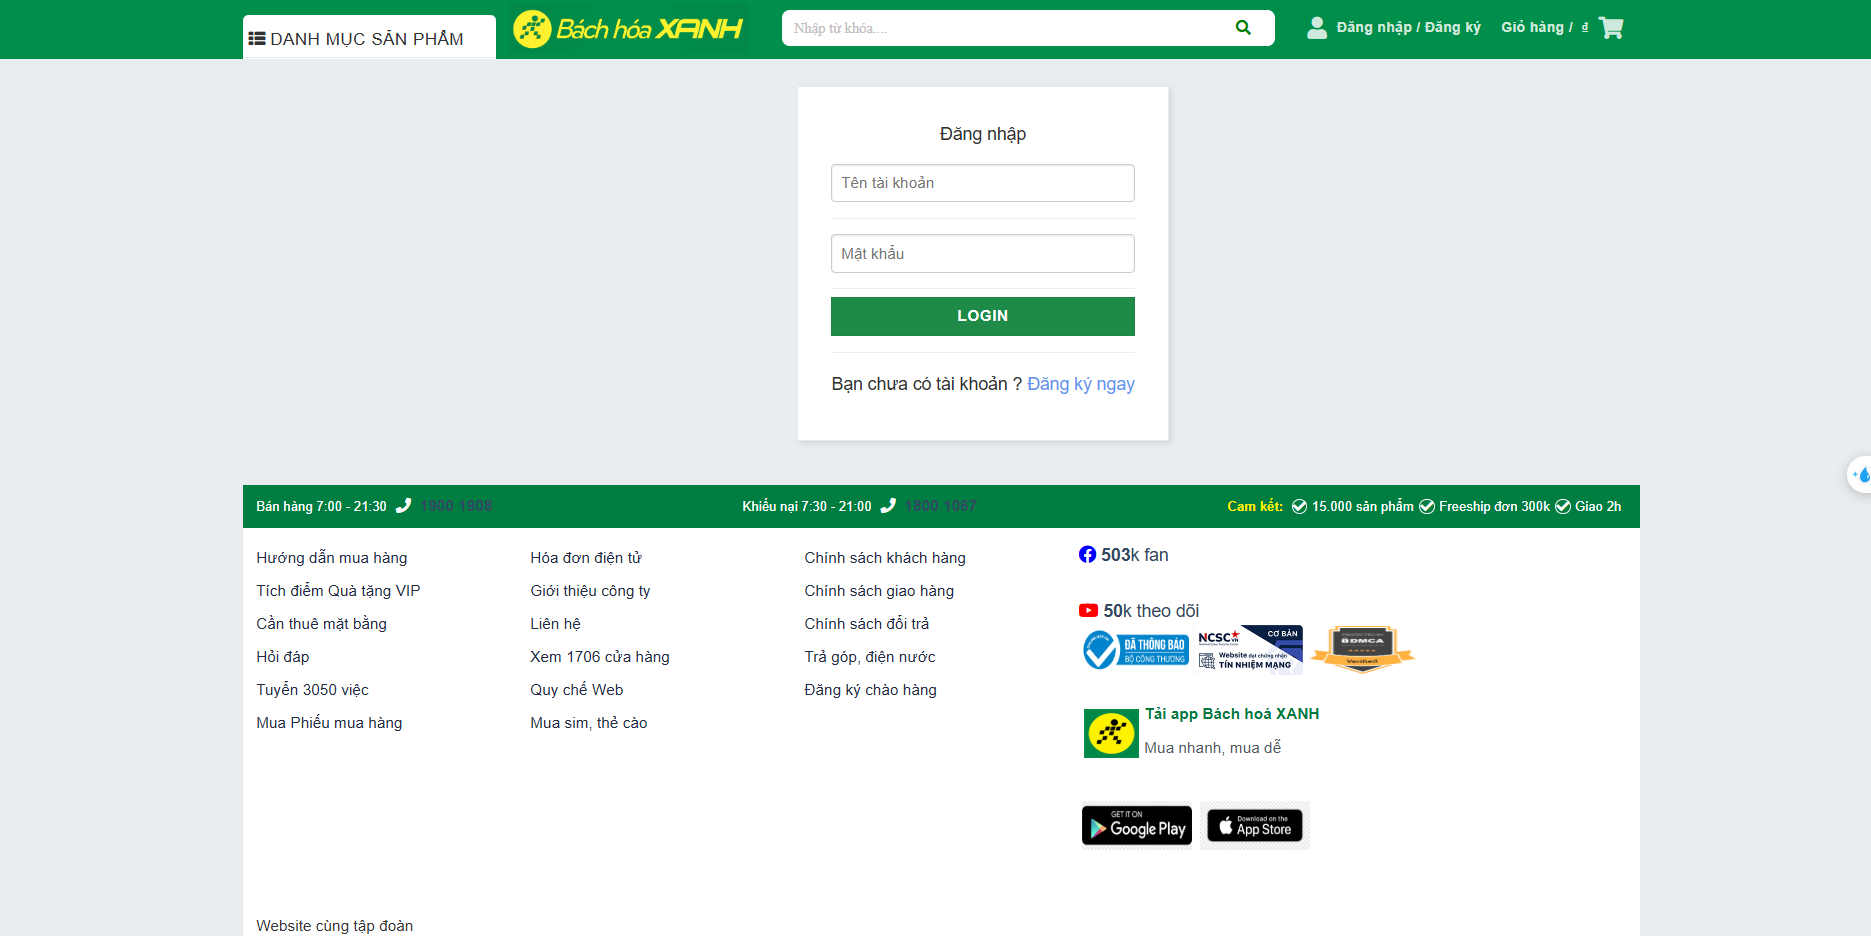 DANH MỤC SẢN PHẨM
Bách hóa XANH
Nhập từ khóa....
Đăng nhập / Đăng ký
Giỏ hàng / ₫
Đăng nhập
Tên tài khoản
Mật khẩu
LOGIN
Bạn chưa có tài khoản ? Đăng ký ngay
Bán hàng 7:00 - 21:30 1900 1908
Khiếu nại 7:30 - 21:00 1800 1067
Cam kết: 15.000 sản phẩm Freeship đơn 300k Giao 2h
Hướng dẫn mua hàng
Tích điểm Quà tặng VIP
Cần thuê mặt bằng
Hỏi đáp
Tuyển 3050 việc
Mua Phiếu mua hàng
Hóa đơn điện tử
Giới thiệu công ty
Liên hệ
Xem 1706 cửa hàng
Quy chế Web
Mua sim, thẻ cào
Chính sách khách hàng
Chính sách giao hàng
Chính sách đổi trả
Trả góp, điện nước
Đăng ký chào hàng
503k fan
50k theo dõi
ĐÃ THÔNG BÁO
BỘ CÔNG THƯƠNG
NCSC
CƠ BẢN
Website đạt chứng nhận
TÍN NHIỆM MẠNG
PROTECTED BY
DMCA
Verified
Tải app Bách hoá XANH
Mua nhanh, mua dễ
GET IT ON
Google Play
Download on the
App Store
Website cùng tập đoàn